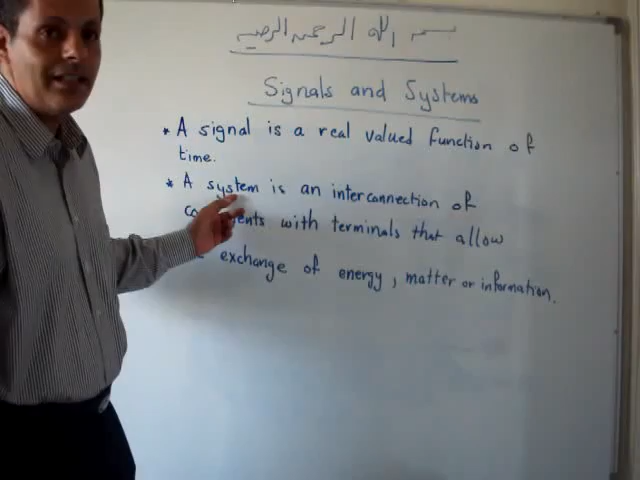 بسم الله الرحمن الرحيم
Signals and Systems
* A signal is a real valued function of
time.
* A system is an interconnection of
with terminals that allow
exchange of energy, matter or information.